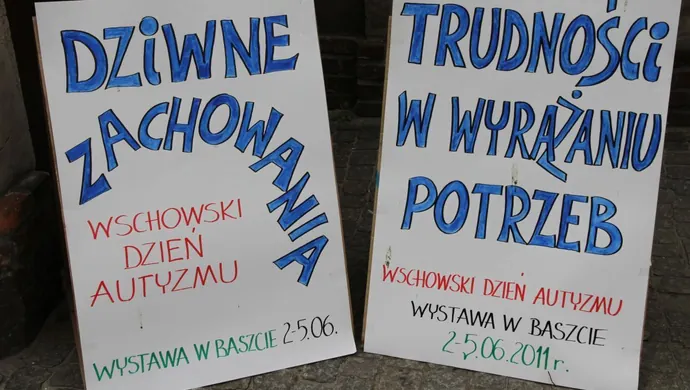 DZIWNE
ZACHOWANIA
WSCHOWSKI
DZIEŃ
AUTYZMU
WYSTAWA W BASZCIE 2-5.06.
TRUDNOŚCI
W WYRĄŻANIU
POTRZEB
WSCHOWSKI DZIEŃ AUTYZMU
WYSTAWA W BASZCIE
2-5.06.2011 r.